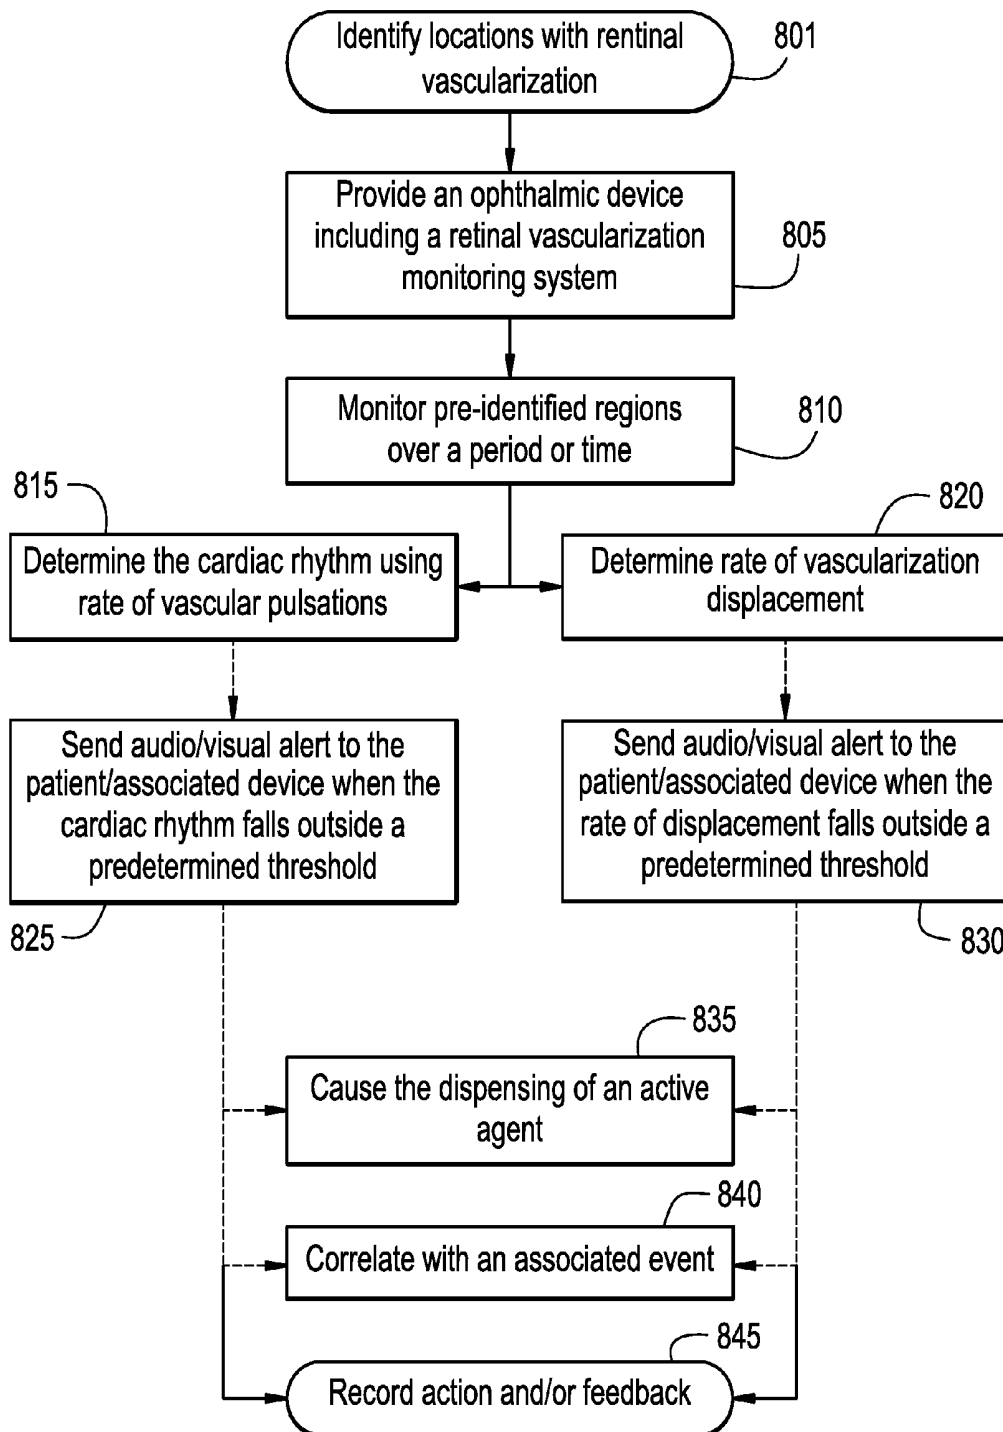 Identify locations with rentinal
vascularization
801
Provide an ophthalmic device
including a retinal vascularization
monitoring system
805
Monitor pre-identified regions
over a period or time
810
815
820
Determine the cardiac rhythm using
rate of vascular pulsations
Determine rate of vascularization
displacement
Send audio/visual alert to the
patient/associated device when the
cardiac rhythm falls outside a
predetermined threshold
825
Send audio/visual alert to the
patient/associated device when the
rate of displacement falls outside a
predetermined threshold
830
835
Cause the dispensing of an active
agent
840
Correlate with an associated event
845
Record action and/or feedback